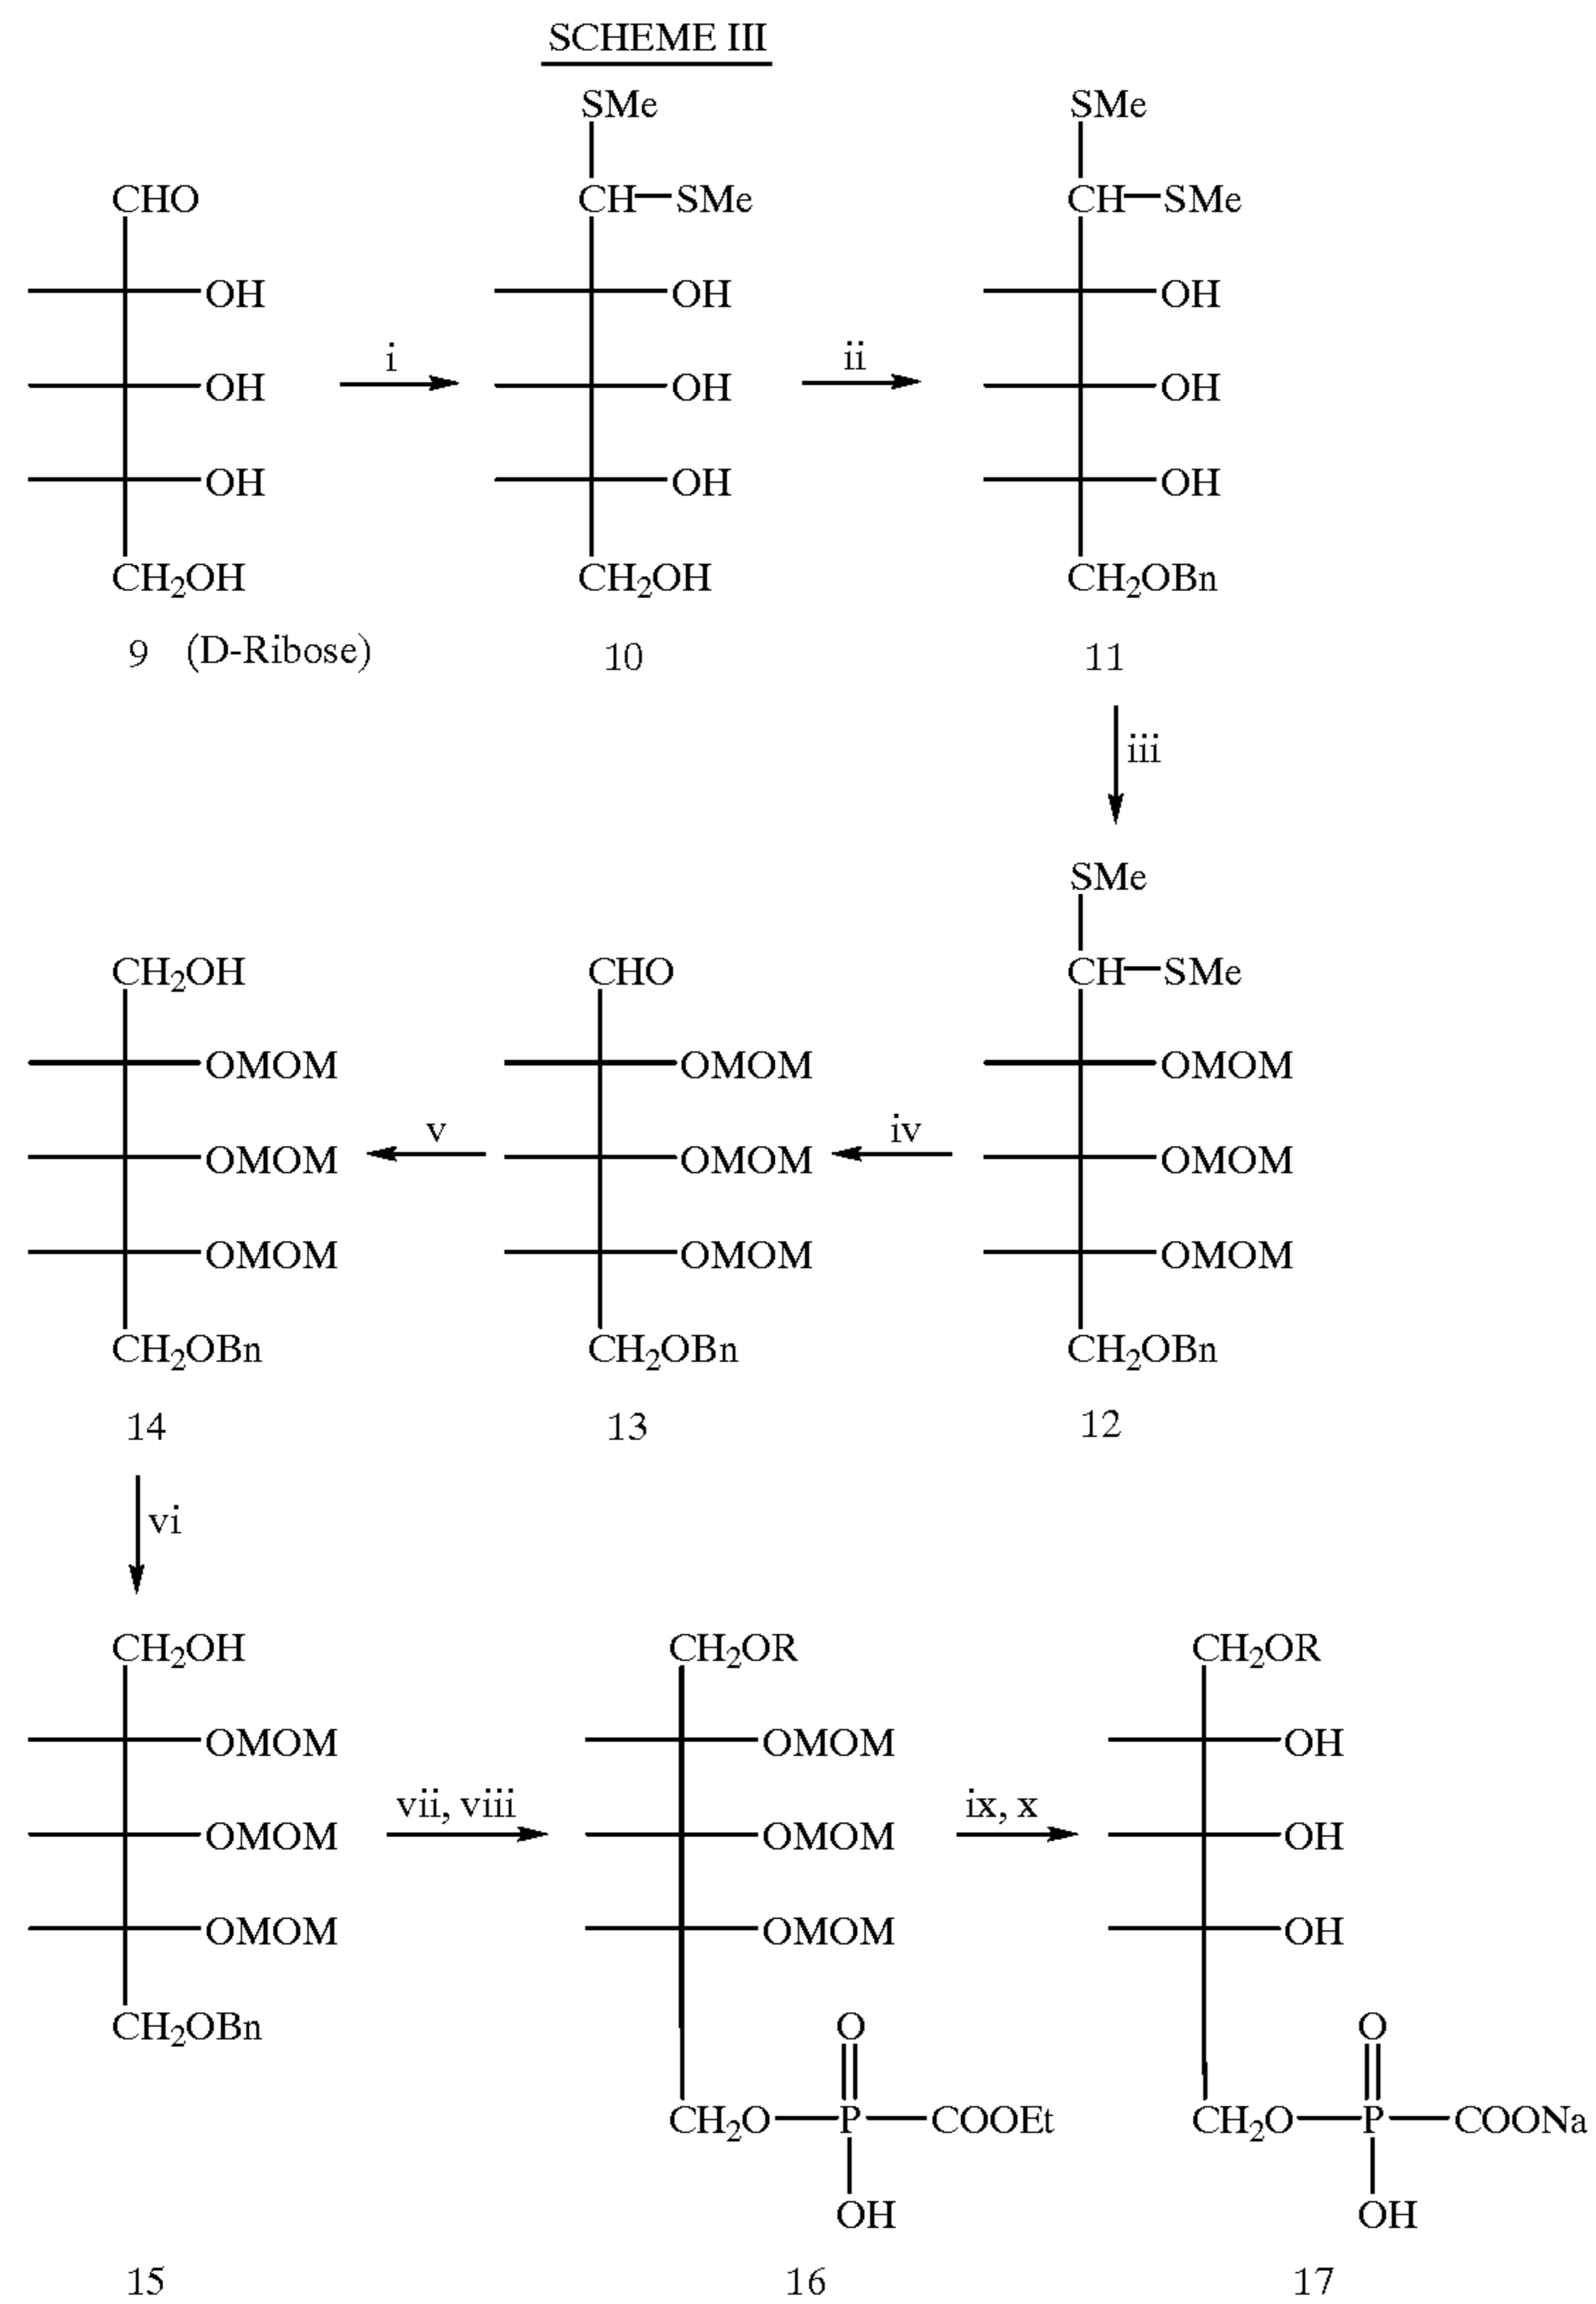 SCHEME III
SMe SMe
CHO CH—SMe CH—SMe
OH OH OH
i ii
OH OH OH
OH OH OH
CH₂OH CH₂OH CH₂OBn
9 (D-Ribose) 10 11
iii
SMe
CH₂OH CHO CH—SMe
OMOM OMOM OMOM
v iv
OMOM OMOM OMOM
OMOM OMOM OMOM
CH₂OBn CH₂OBn CH₂OBn
14 13 12
vi
CH₂OH CH₂OR CH₂OR
OMOM OMOM OH
vii, viii ix, x
OMOM OMOM OH
OMOM OMOM OH
CH₂OBn O O
CH₂O—P—COOEt CH₂O—P—COONa
OH OH
15 16 17